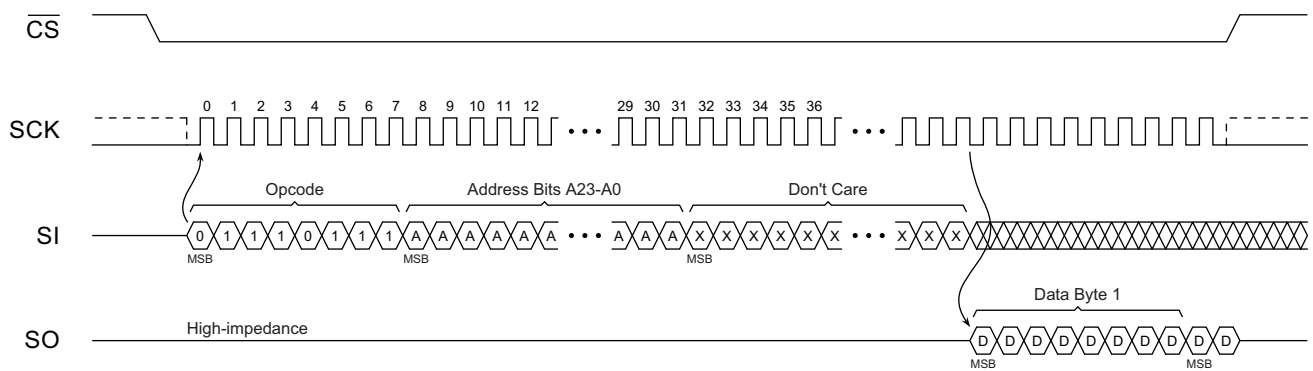 CS
0 1 2 3 4 5 6 7 8 9 10 11 12 29 30 31 32 33 34 35 36
SCK
Opcode Address Bits A23-A0 Don't Care
SI 0 1 1 1 0 1 1 1 A A A A A A A A A X X X X X X X X X
MSB MSB MSB
Data Byte 1
High-impedance
SO D D D D D D D D D D
MSB MSB